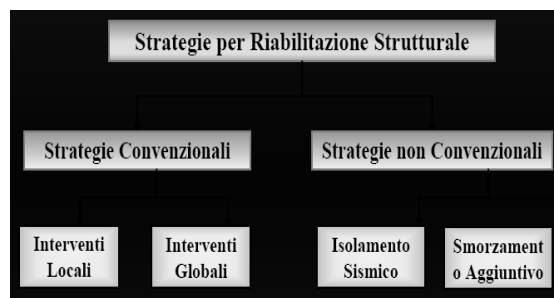 Strategie per Riabilitazione Strutturale
Strategie Convenzionali
Strategie non Convenzionali
Interventi
Locali
Interventi
Globali
Isolamento
Sismico
Smorzament
o Aggiuntivo